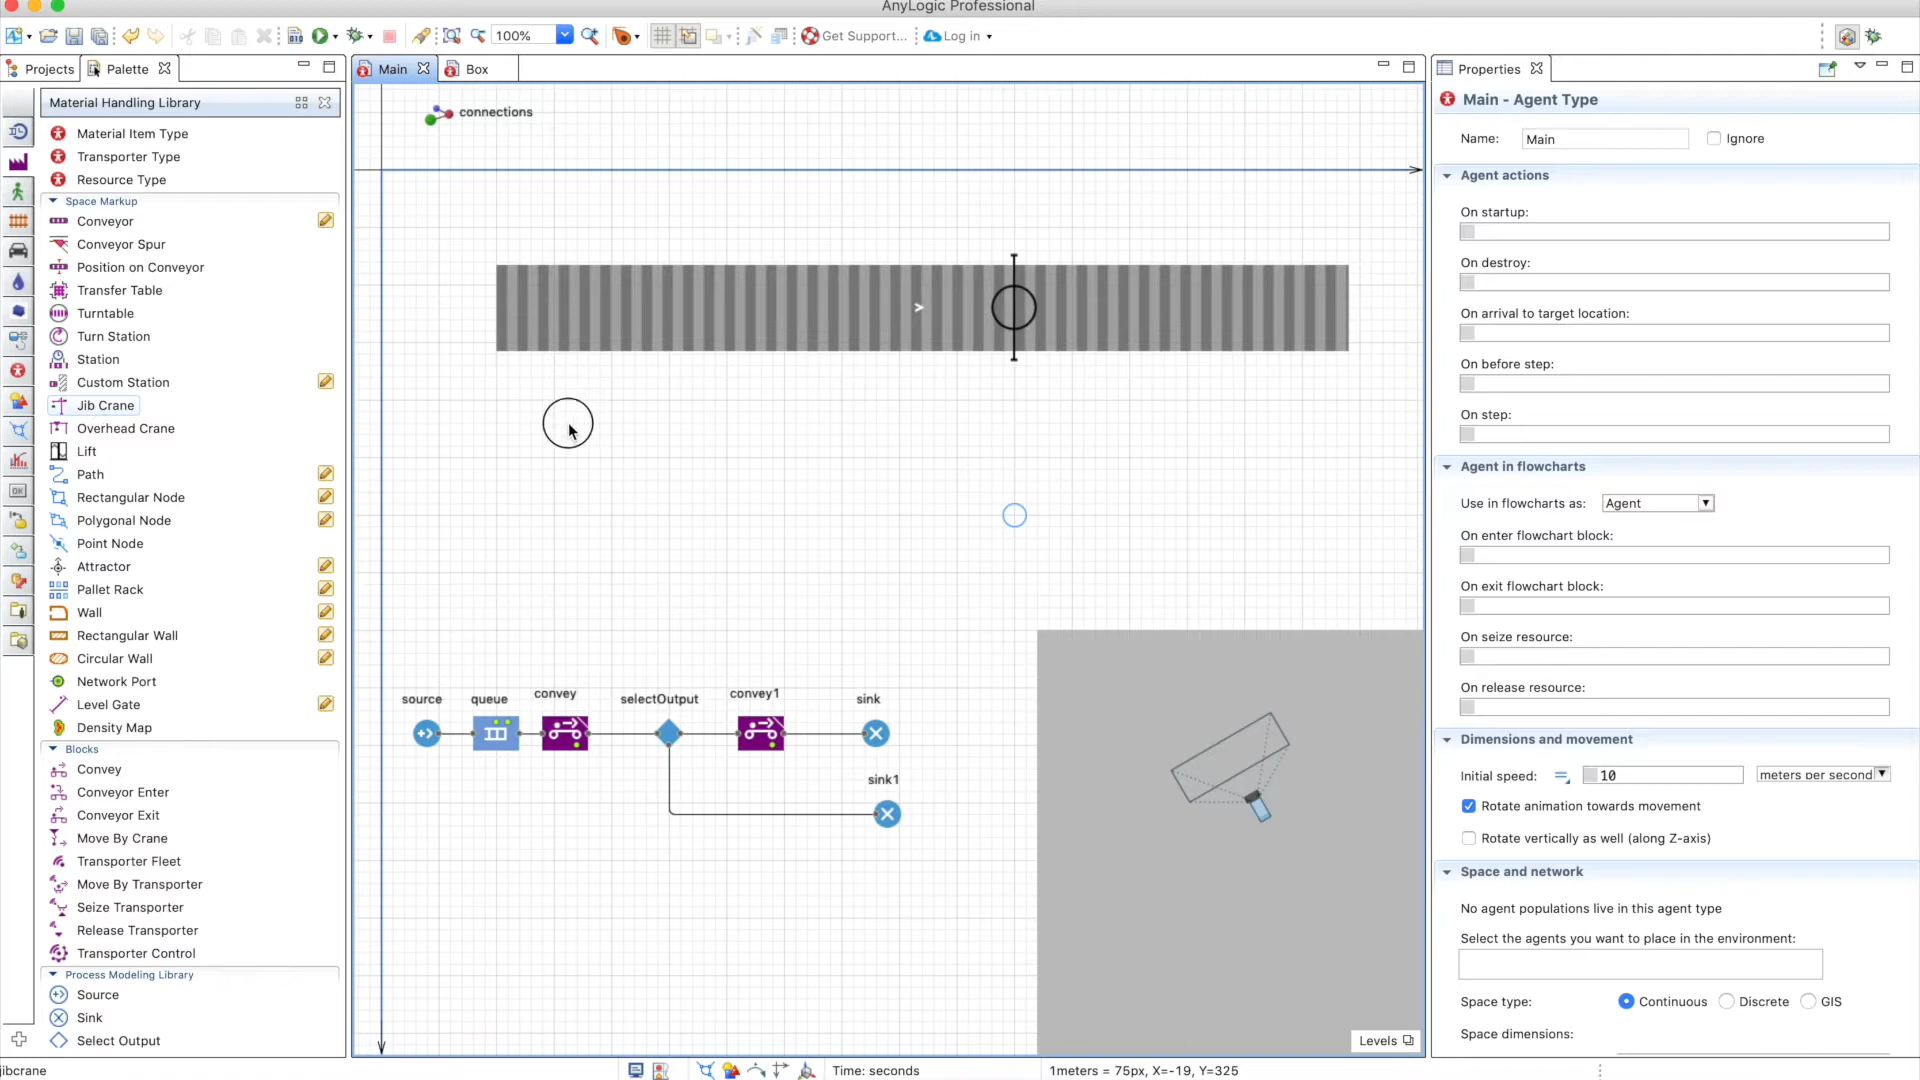 AnyLogic Professional
100%
Get Support...
Log in
Projects
Palette
Main
Box
Properties
Material Handling Library
Material Item Type
Transporter Type
Resource Type
Space Markup
Conveyor
Conveyor Spur
Position on Conveyor
Transfer Table
Turntable
Turn Station
Station
Custom Station
Jib Crane
Overhead Crane
Lift
Path
Rectangular Node
Polygonal Node
Point Node
Attractor
Pallet Rack
Wall
Rectangular Wall
Circular Wall
Network Port
Level Gate
Density Map
Blocks
Convey
Conveyor Enter
Conveyor Exit
Move By Crane
Transporter Fleet
Move By Transporter
Seize Transporter
Release Transporter
Transporter Control
Process Modeling Library
Source
Sink
Select Output
connections
source
queue
convey
selectOutput
convey1
sink
sink1
Levels
Main - Agent Type
Name:
Main
Ignore
Agent actions
On startup:
On destroy:
On arrival to target location:
On before step:
On step:
Agent in flowcharts
Use in flowcharts as:
Agent
On enter flowchart block:
On exit flowchart block:
On seize resource:
On release resource:
Dimensions and movement
Initial speed:
10
meters per second
Rotate animation towards movement
Rotate vertically as well (along Z-axis)
Space and network
No agent populations live in this agent type
Select the agents you want to place in the environment:
Space type:
Continuous
Discrete
GIS
Space dimensions:
jibcrane
Time: seconds
1meters = 75px, X=-19, Y=325